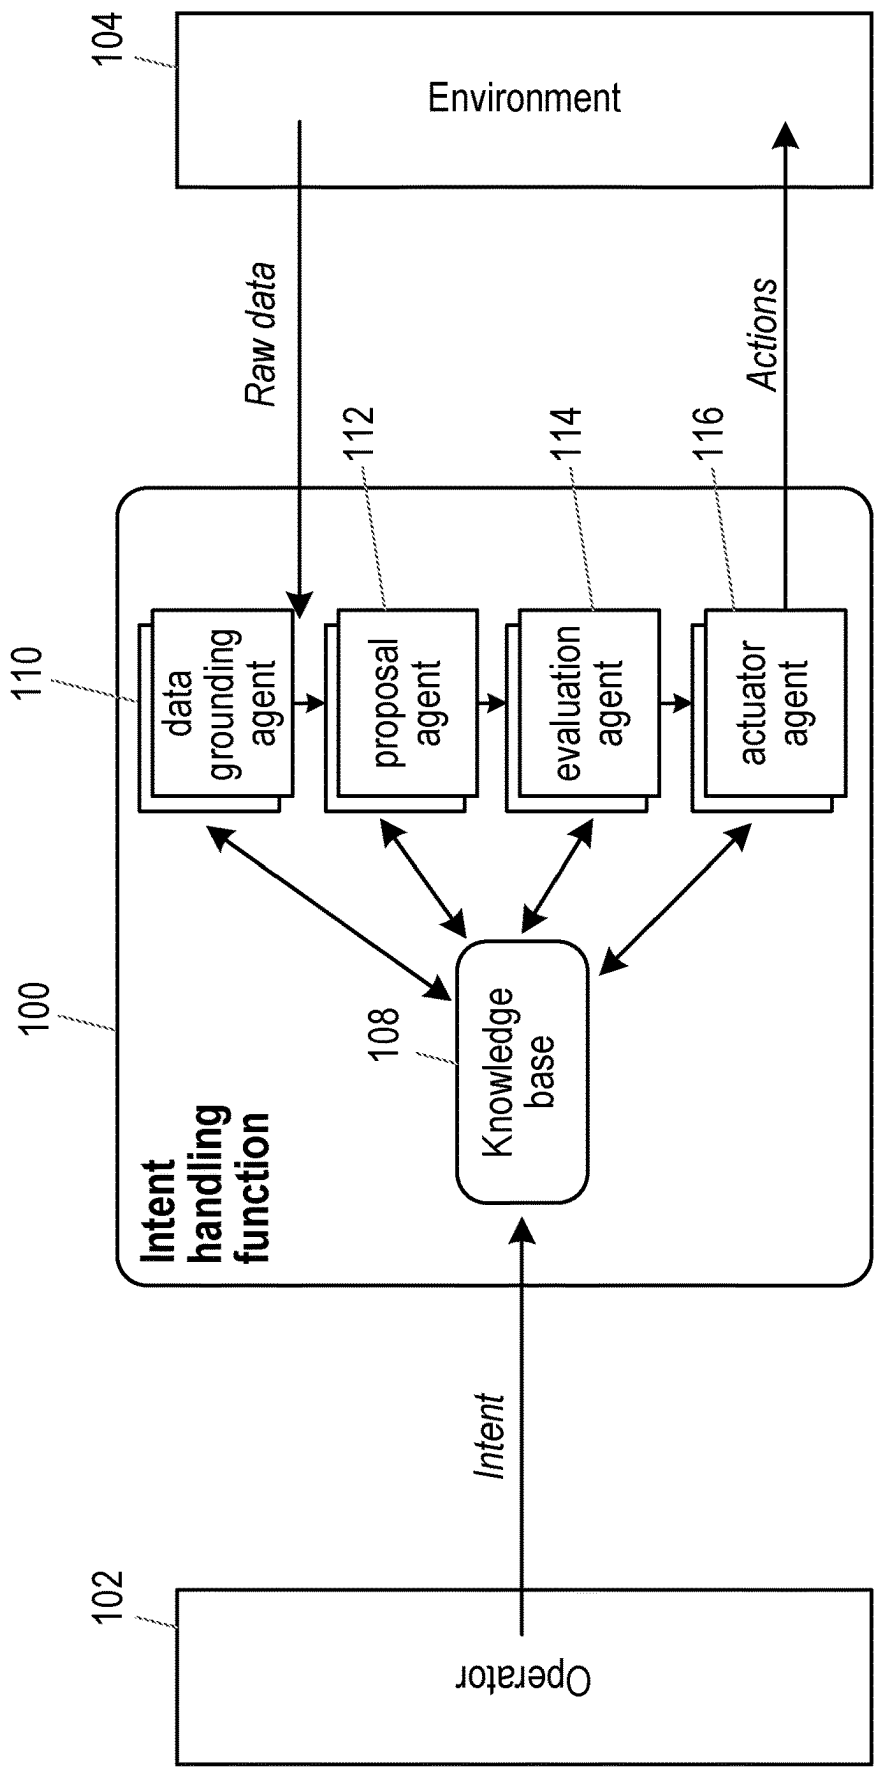 104
Environment
Raw data
Actions
112
114
116
110
data
grounding
agent
proposal
agent
evaluation
agent
actuator
agent
100
108
Knowledge
base
Intent
handling
function
Intent
102
Operator